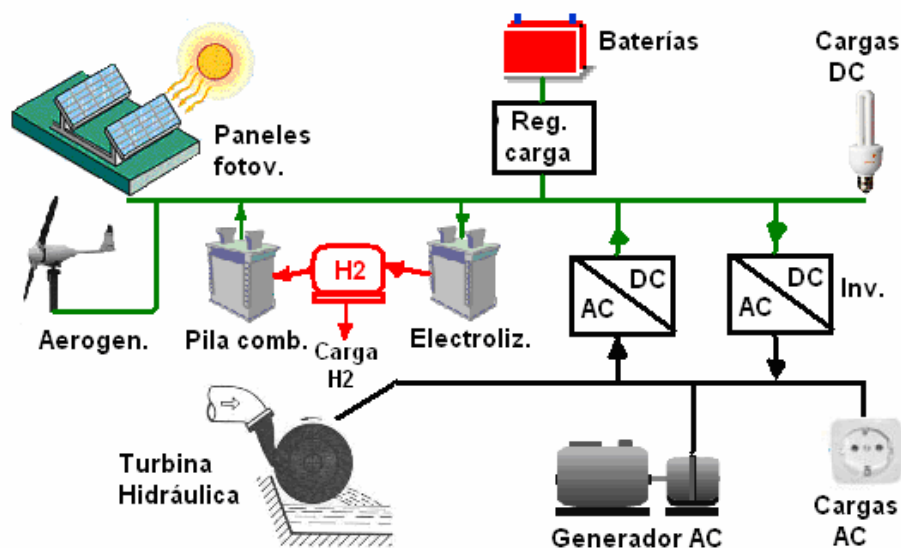 Baterías
Cargas
DC
Paneles
fotov.
Reg.
carga
H2
DC
AC
DC
AC
Inv.
Aerogen.
Pila comb.
Carga
H2
Electroliz.
Turbina
Hidráulica
Generador AC
Cargas
AC